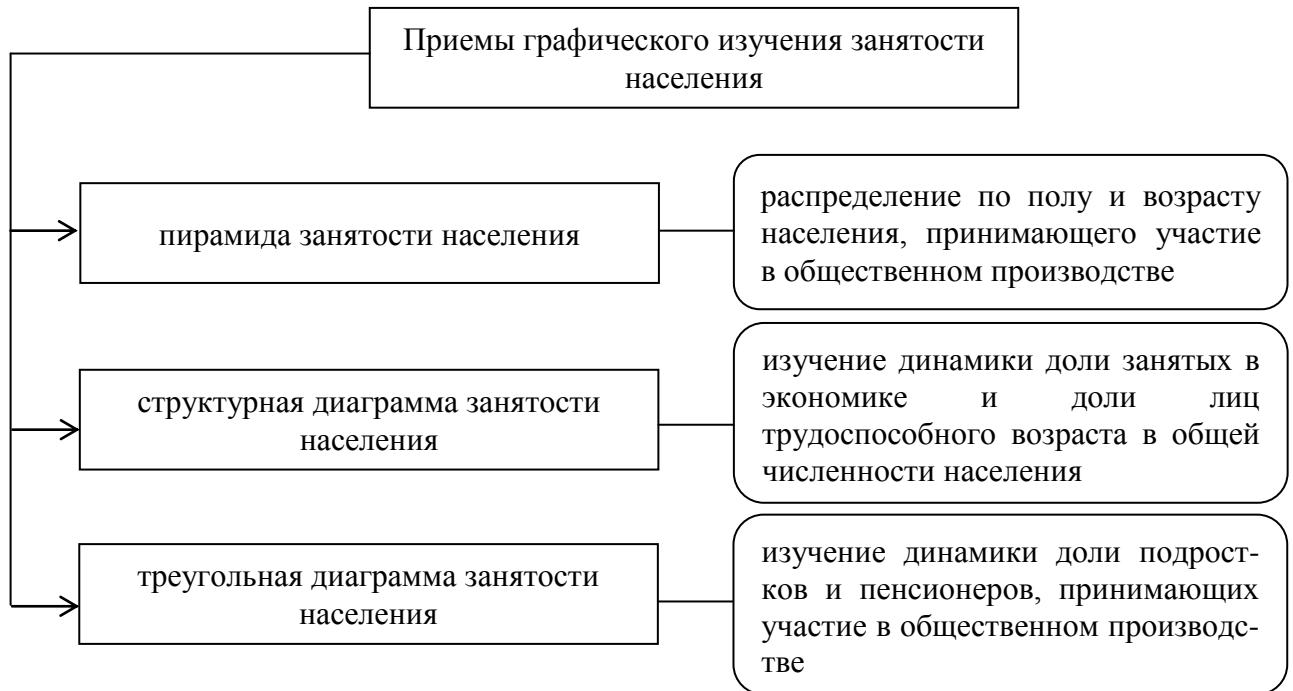 Приемы графического изучения занятости
населения
пирамида занятости населения
распределение по полу и возрасту
населения, принимающего участие
в общественном производстве
структурная диаграмма занятости
населения
изучение динамики доли занятых в
экономике и доли лиц
трудоспособного возраста в общей
численности населения
треугольная диаграмма занятости
населения
изучение динамики доли подрост-
ков и пенсионеров, принимающих
участие в общественном производс-
тве